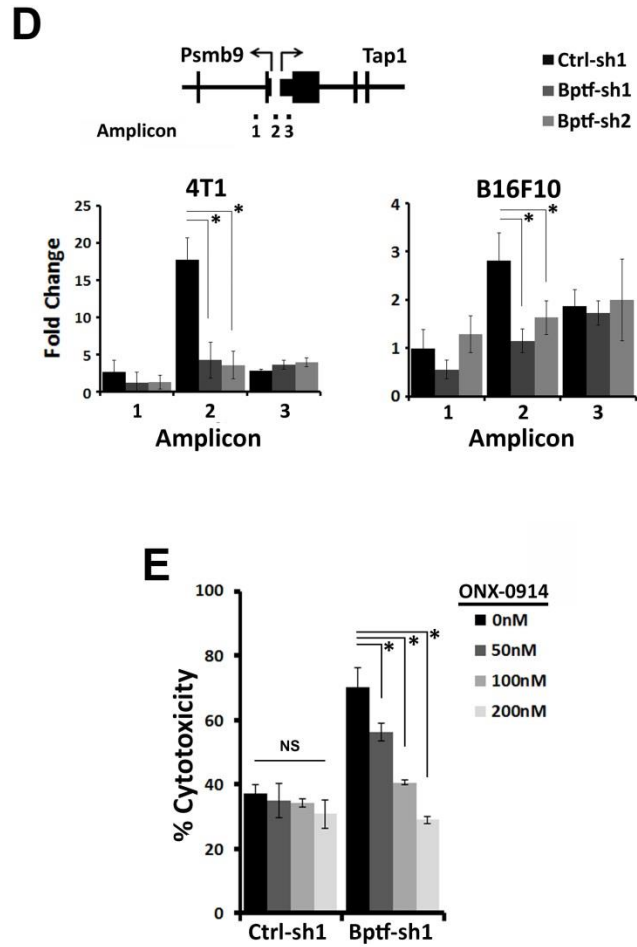 D
Psmb9 Tap1
Amplicon 1 2 3
Ctrl-sh1
Bptf-sh1
Bptf-sh2
4T1
Fold Change
25
20
15
10
5
0
* *
1 2 3
Amplicon
B16F10
4
3
2
1
0
* *
1 2 3
Amplicon
E
% Cytotoxicity
100
80
60
40
20
0
NS
* * *
Ctrl-sh1 Bptf-sh1
ONX-0914
0nM
50nM
100nM
200nM